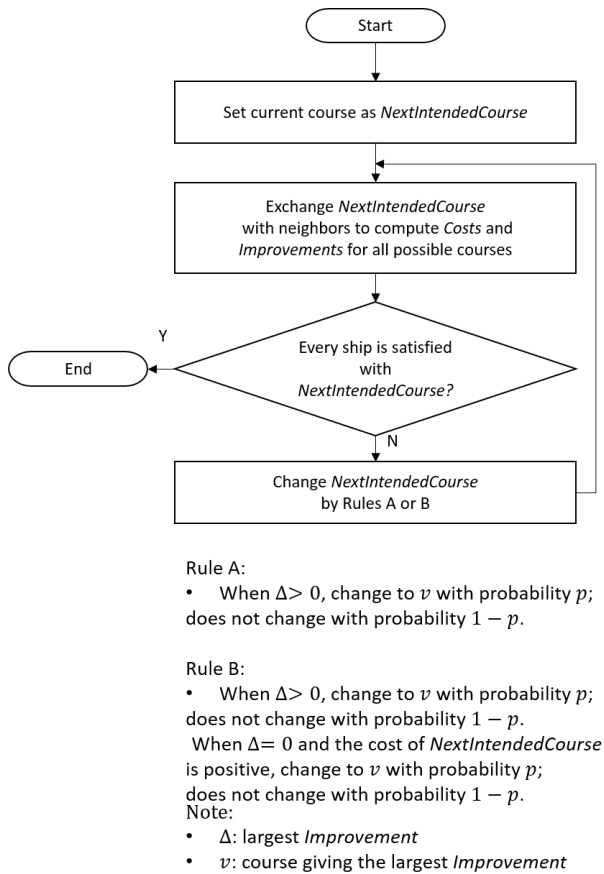 Start
Set current course as NextIntendedCourse
Exchange NextIntendedCourse
with neighbors to compute Costs and
Improvements for all possible courses
Y
Every ship is satisfied
with
NextIntendedCourse?
End
N
Change NextIntendedCourse
by Rules A or B
Rule A:
• When Δ> 0, change to v with probability p;
does not change with probability 1 − p.
Rule B:
• When Δ> 0, change to v with probability p;
does not change with probability 1 − p.
When Δ= 0 and the cost of NextIntendedCourse
is positive, change to v with probability p;
does not change with probability 1 − p.
Note:
• Δ: largest Improvement
• v: course giving the largest Improvement